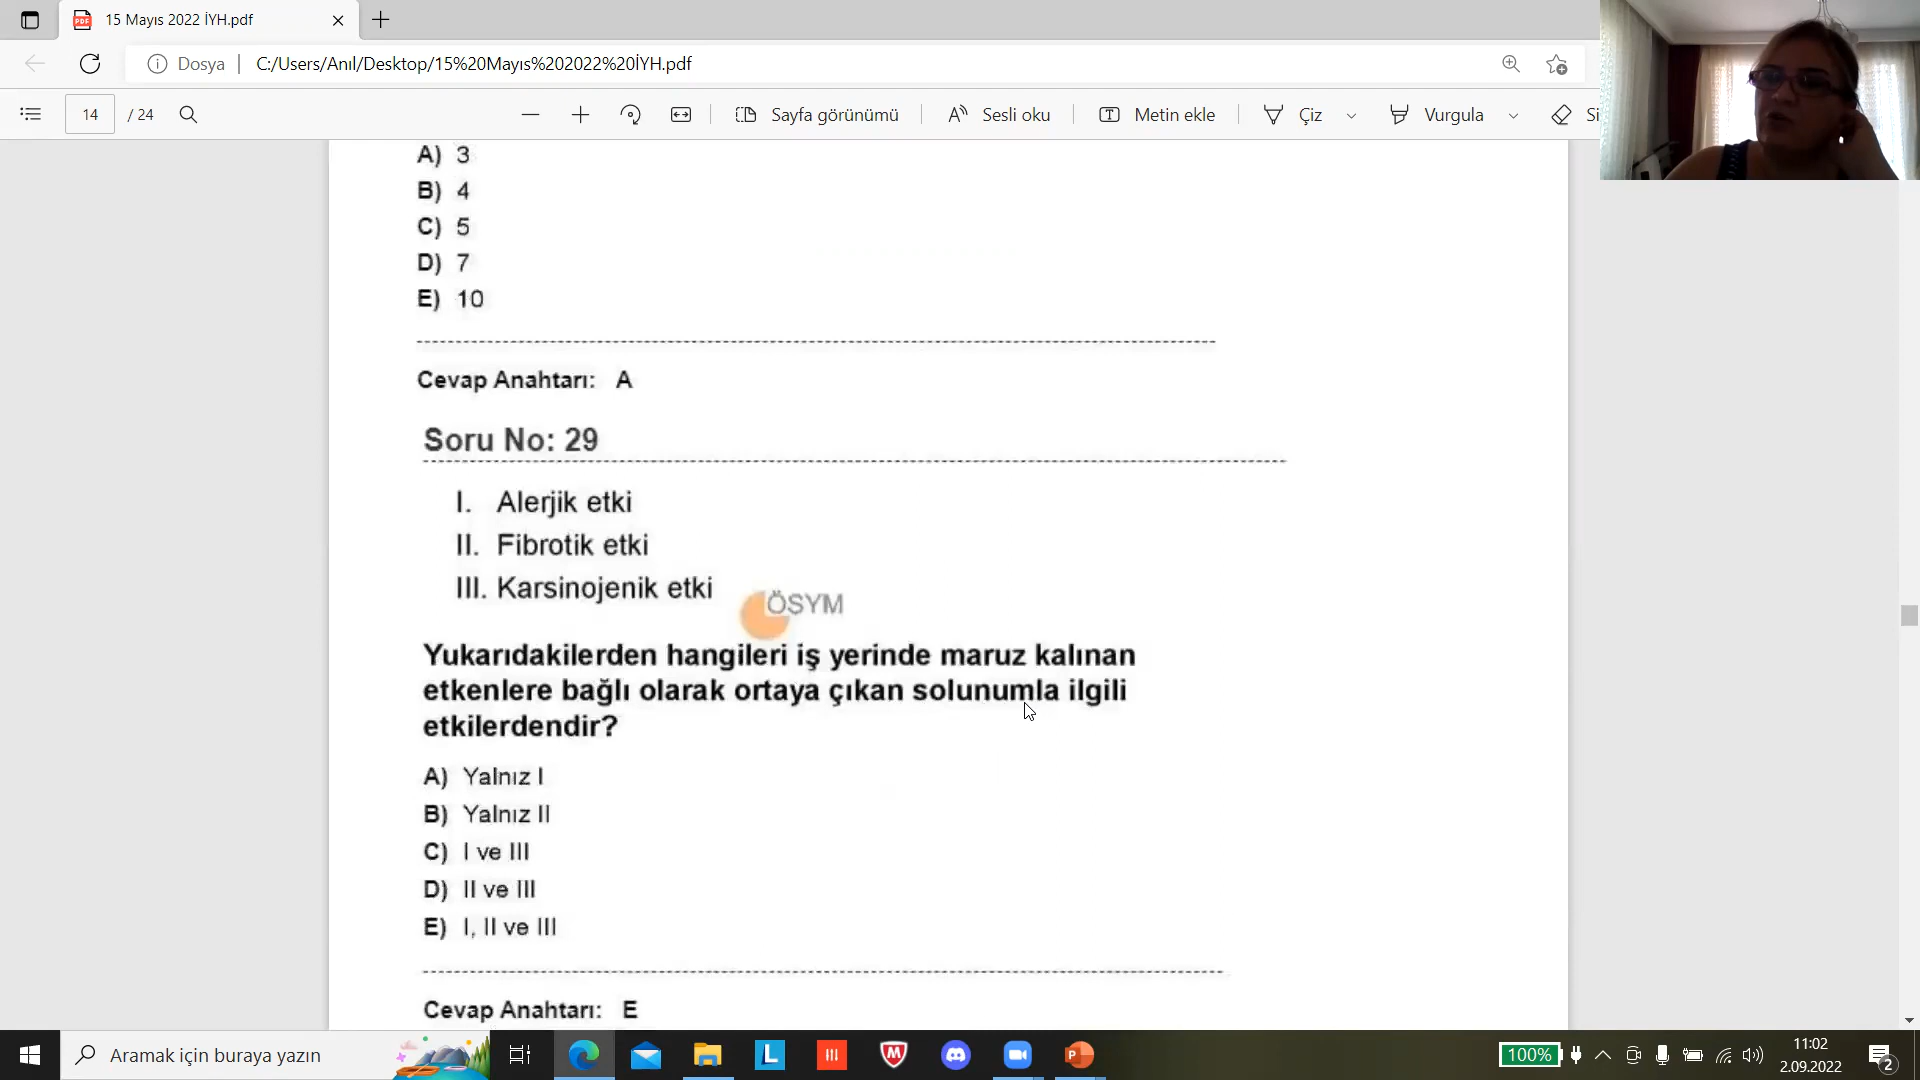 15 Mayıs 2022 İYH.pdf
Dosya C:/Users/Anıl/Desktop/15%20Mayıs%202022%20İYH.pdf
14 / 24 Sayfa görünümü Sesli oku Metin ekle Çiz Vurgula Si
A) 3
B) 4
C) 5
D) 7
E) 10
Cevap Anahtarı: A
Soru No: 29
I. Alerjik etki
II. Fibrotik etki
III. Karsinojenik etki
ÖSYM
Yukarıdakilerden hangileri iş yerinde maruz kalınan
etkenlere bağlı olarak ortaya çıkan solunumla ilgili
etkilerdendir?
A) Yalnız I
B) Yalnız II
C) I ve III
D) II ve III
E) I, II ve III
Cevap Anahtarı: E
Aramak için buraya yazın
100%
11:02
2.09.2022
2